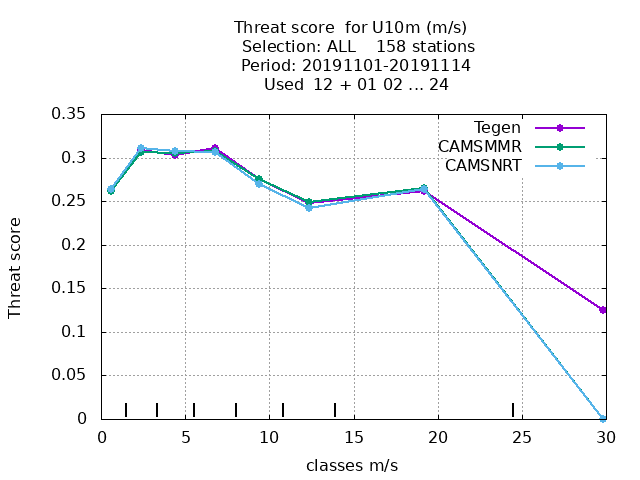 Threat score  for U10m (m/s)
Selection: ALL    158 stations
Period: 20191101-20191114
Used  12 + 01 02 ... 24
0.35
0.3
0.25
0.2
0.15
0.1
0.05
0
Threat score
Tegen
CAMSMMR
CAMSNRT
0 5 10 15 20 25 30
classes m/s